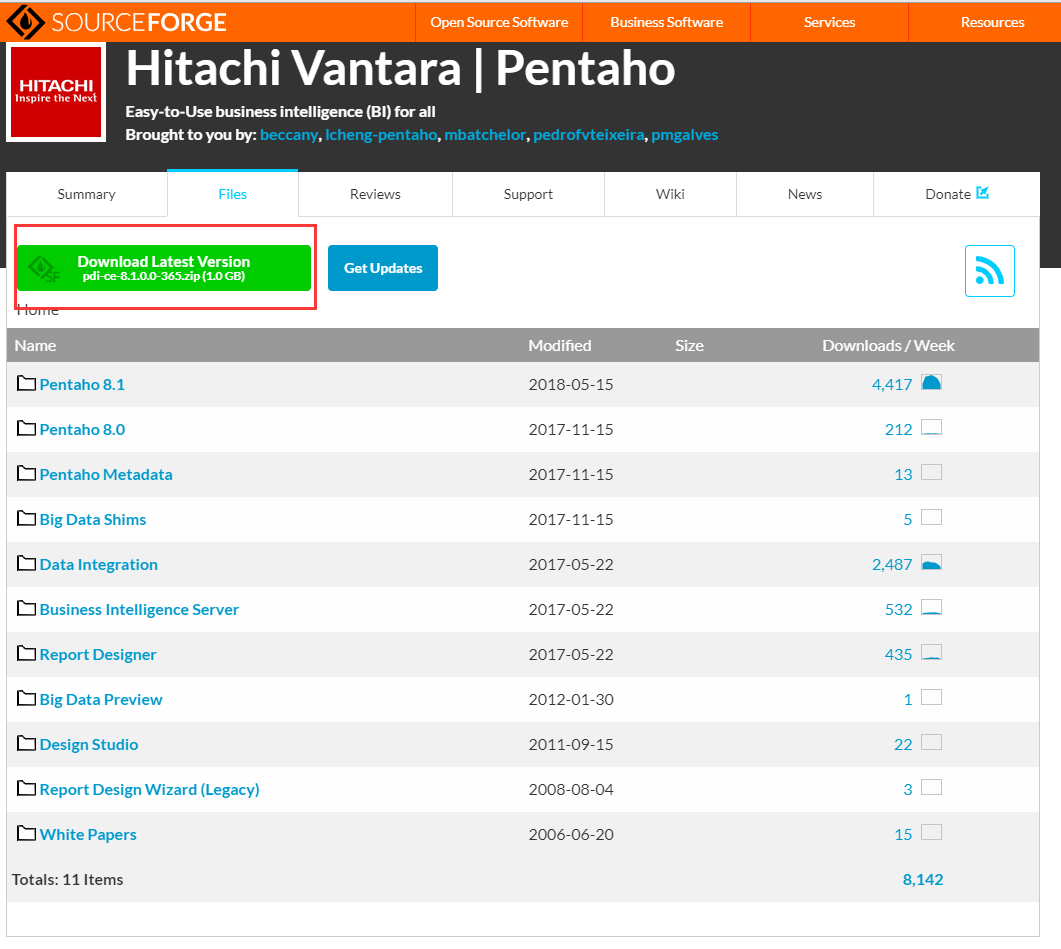 SOURCEFORGE
Open Source Software Business Software Services Resources
HITACHI
Inspire the Next
Hitachi Vantara | Pentaho
Easy-to-Use business intelligence (BI) for all
Brought to you by: beccany, lcheng-pentaho, mbatchelor, pedrofvteixeira, pmgalves
Summary Files Reviews Support Wiki News Donate
SF
Download Latest Version
pdi-ce-8.1.0.0-365.zip (1.0 GB)
Get Updates
Home
Name Modified Size Downloads / Week
Pentaho 8.1 2018-05-15 4,417
Pentaho 8.0 2017-11-15 212
Pentaho Metadata 2017-11-15 13
Big Data Shims 2017-11-15 5
Data Integration 2017-05-22 2,487
Business Intelligence Server 2017-05-22 532
Report Designer 2017-05-22 435
Big Data Preview 2012-01-30 1
Design Studio 2011-09-15 22
Report Design Wizard (Legacy) 2008-08-04 3
White Papers 2006-06-20 15
Totals: 11 Items 8,142